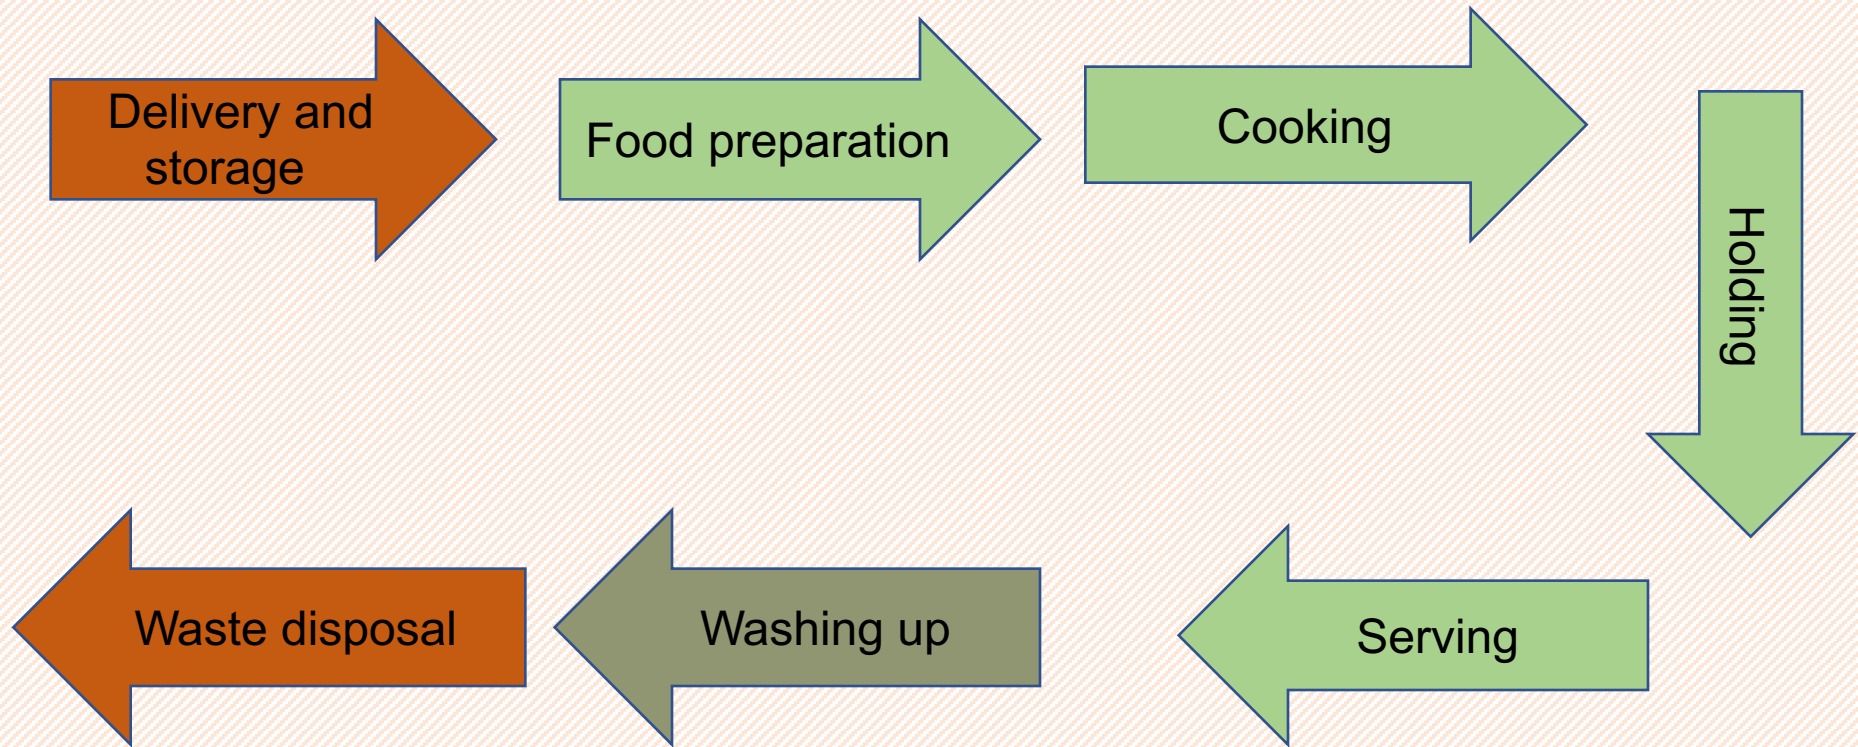 Delivery and
storage
Food preparation
Cooking
Holding
Serving
Washing up
Waste disposal